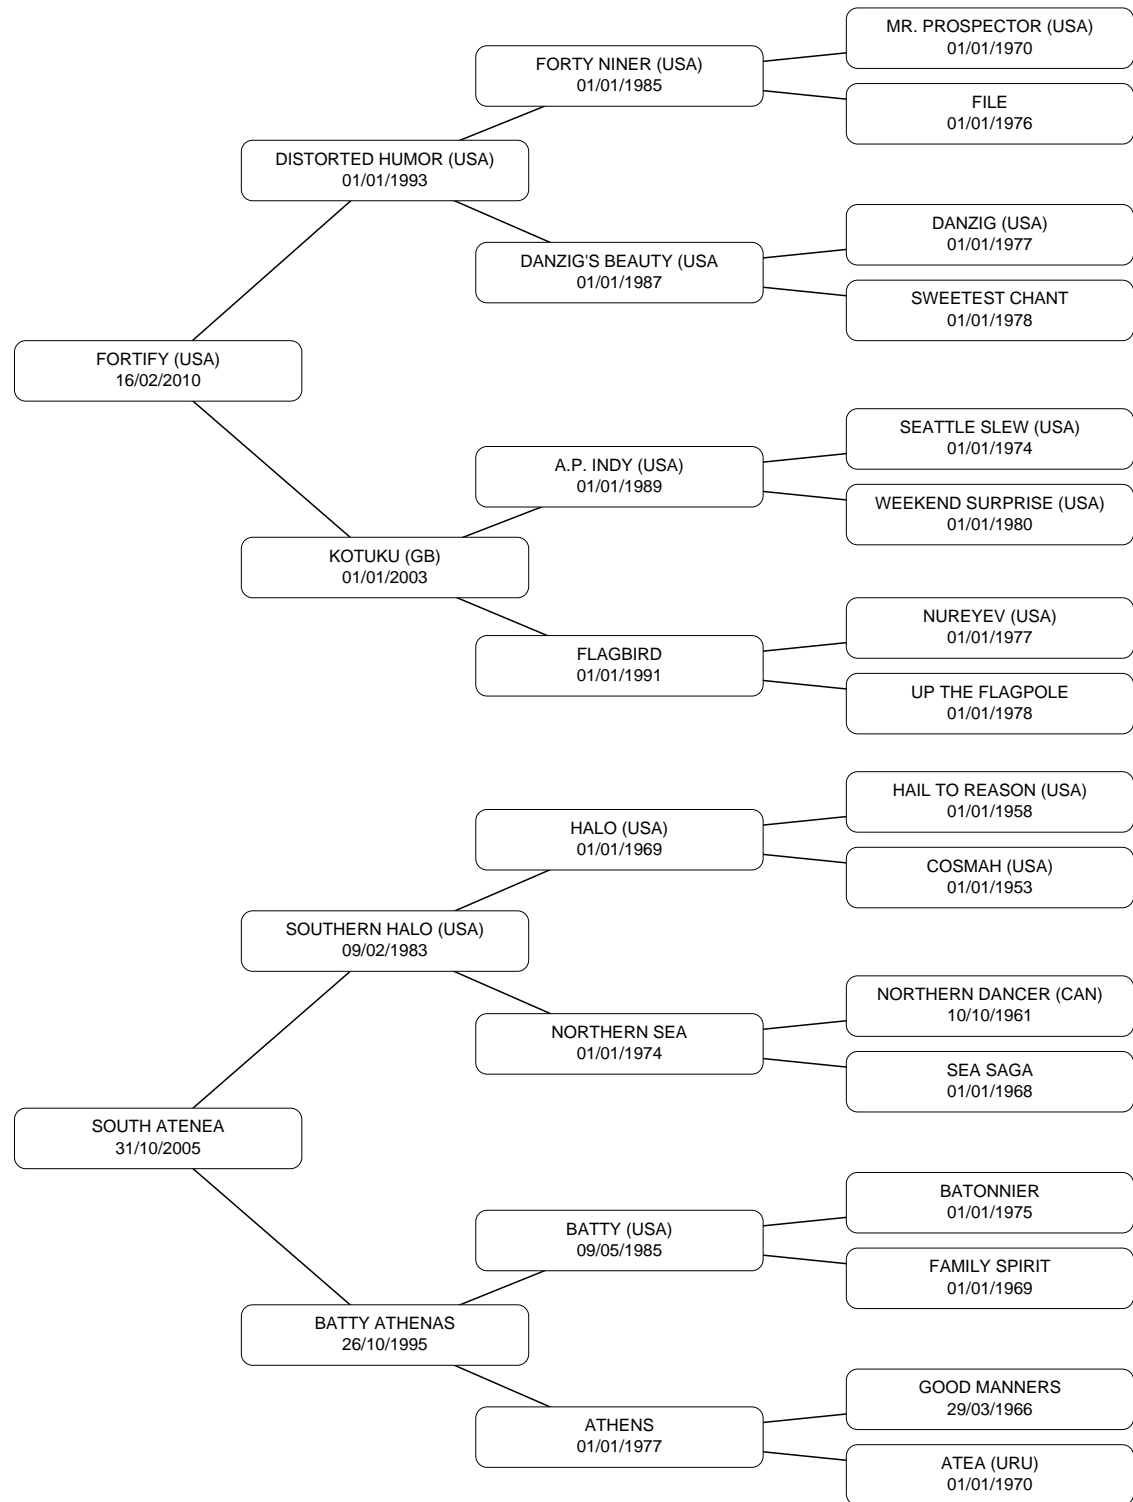 MR. PROSPECTOR (USA)
01/01/1970
FORTY NINER (USA)
01/01/1985
FILE
01/01/1976
DISTORTED HUMOR (USA)
01/01/1993
DANZIG (USA)
01/01/1977
DANZIG'S BEAUTY (USA
01/01/1987
SWEETEST CHANT
01/01/1978
FORTIFY (USA)
16/02/2010
SEATTLE SLEW (USA)
01/01/1974
A.P. INDY (USA)
01/01/1989
WEEKEND SURPRISE (USA)
01/01/1980
KOTUKU (GB)
01/01/2003
NUREYEV (USA)
01/01/1977
FLAGBIRD
01/01/1991
UP THE FLAGPOLE
01/01/1978
HAIL TO REASON (USA)
01/01/1958
HALO (USA)
01/01/1969
COSMAH (USA)
01/01/1953
SOUTHERN HALO (USA)
09/02/1983
NORTHERN DANCER (CAN)
10/10/1961
NORTHERN SEA
01/01/1974
SEA SAGA
01/01/1968
SOUTH ATENEA
31/10/2005
BATONNIER
01/01/1975
BATTY (USA)
09/05/1985
FAMILY SPIRIT
01/01/1969
BATTY ATHENAS
26/10/1995
GOOD MANNERS
29/03/1966
ATHENS
01/01/1977
ATEA (URU)
01/01/1970